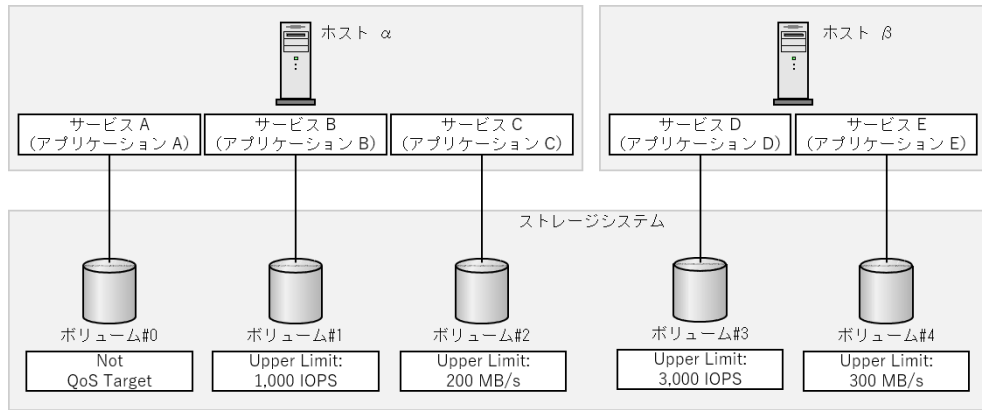 ホスト α
ホスト β
サービス A
(アプリケーション A)
サービス B
(アプリケーション B)
サービス C
(アプリケーション C)
サービス D
(アプリケーション D)
サービス E
(アプリケーション E)
ストレージシステム
ボリューム#0
ボリューム#1
ボリューム#2
ボリューム#3
ボリューム#4
Not
QoS Target
Upper Limit:
1,000 IOPS
Upper Limit:
200 MB/s
Upper Limit:
3,000 IOPS
Upper Limit:
300 MB/s